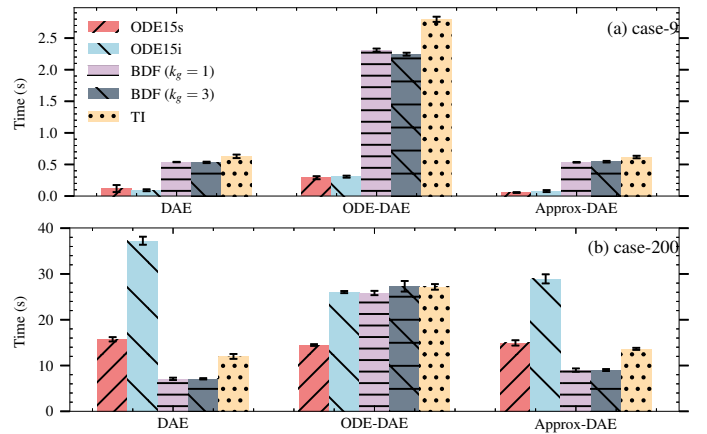 (a) case-9
ODE15s
ODE15i
BDF (k_g = 1)
BDF (k_g = 3)
TI
Time (s)
2.5
2.0
1.5
1.0
0.5
0.0
DAE ODE-DAE Approx-DAE
(b) case-200
Time (s)
40
30
20
10
0
DAE ODE-DAE Approx-DAE